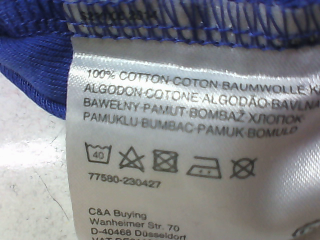 100% COTTON-COTON-BAUMWOLLE
ALGODON-COTONE-ALGODÃO-BAVLNA
BAWEŁNY-PAMUT-BOMBAŽ ХЛОПОК
PAMUKLU-BUMBAC-PAMUK-BOMULD
40
77580-230427
C&A Buying
Wanheimer Str. 70
D-40468 Düsseldorf